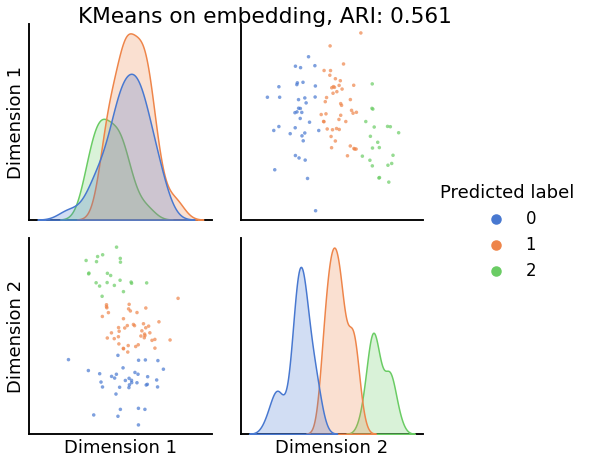 KMeans on embedding, ARI: 0.561
Dimension 1
Predicted label
0
1
2
Dimension 2
Dimension 1
Dimension 2